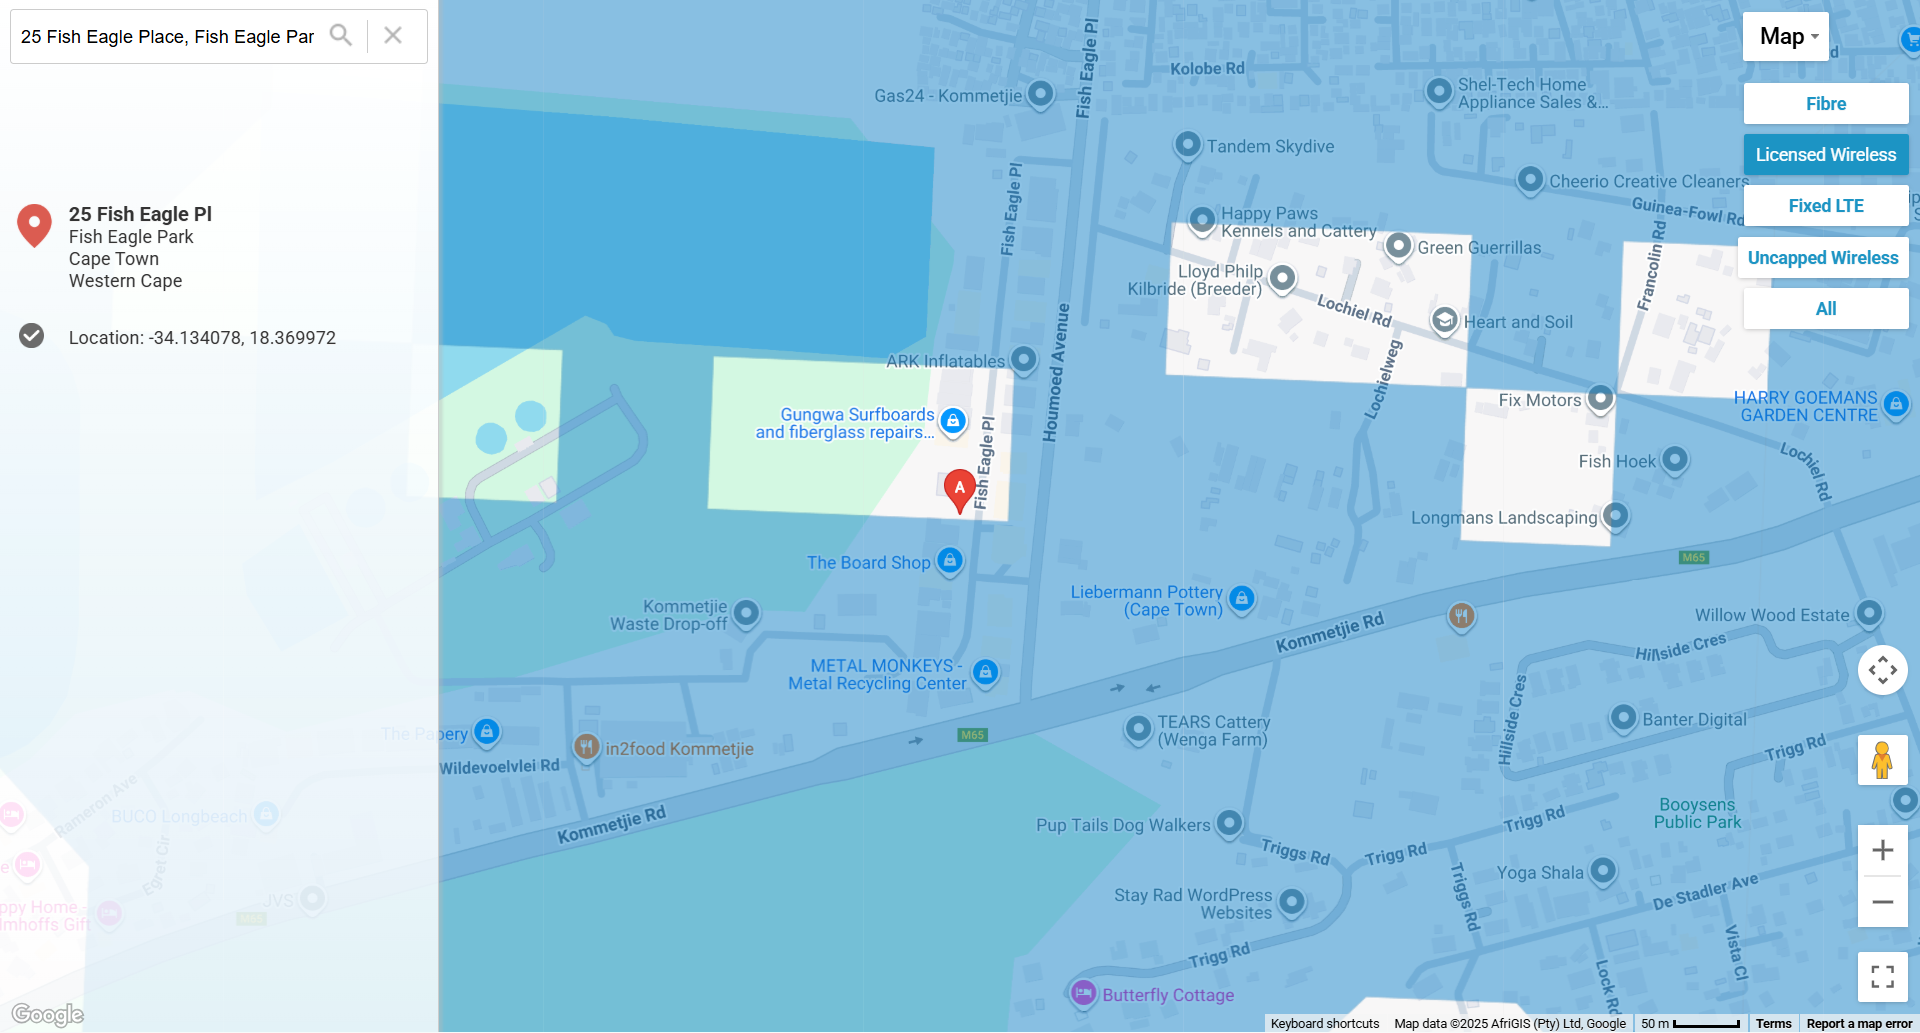 25 Fish Eagle Place, Fish Eagle Par
25 Fish Eagle Pl
Fish Eagle Park
Cape Town
Western Cape
Location: -34.134078, 18.369972
Map
Fibre
Licensed Wireless
Fixed LTE
Uncapped Wireless
All
Fish Eagle Pl
Kolobe Rd
Gas24 - Kommetjie
Shel-Tech Home
Appliance Sales &...
Tandem Skydive
Cheerio Creative Cleaners
Guinea-Fowl Rd
Francolin Rd
Fish Eagle Pl
Happy Paws
Kennels and Cattery
Green Guerrillas
Lloyd Philp
Kilbride (Breeder)
Lochiel Rd
Heart and Soil
Houmoed Avenue
ARK Inflatables
Lochielweg
Gungwa Surfboards
and fiberglass repairs...
Fish Eagle Pl
A
Fix Motors
HARRY GOEMANS
GARDEN CENTRE
Fish Hoek
Lochiel Rd
Longmans Landscaping
M65
The Board Shop
Kommetjie
Waste Drop-off
Liebermann Pottery
(Cape Town)
Kommetjie Rd
Willow Wood Estate
Hillside Cres
METAL MONKEYS -
Metal Recycling Center
Hillside Cres
Banter Digital
TEARS Cattery
(Wenga Farm)
M65
The Papery
in2food Kommetjie
Wildevoelvlei Rd
Trigg Rd
Rameron Ave
BUCO Longbeach
Kommetjie Rd
Booysens
Public Park
Pup Tails Dog Walkers
Trigg Rd
Triggs Rd
Trigg Rd
Egret Cir
Yoga Shala
Triggs Rd
De Stadler Ave
JVS
M65
ppy Home -
mhoffs Gift
Stay Rad WordPress
Websites
Vista Cl
Trigg Rd
Lock Rd
Butterfly Cottage
Google
Keyboard shortcuts
Map data ©2025 AfriGIS (Pty) Ltd, Google
50 m
Terms
Report a map error